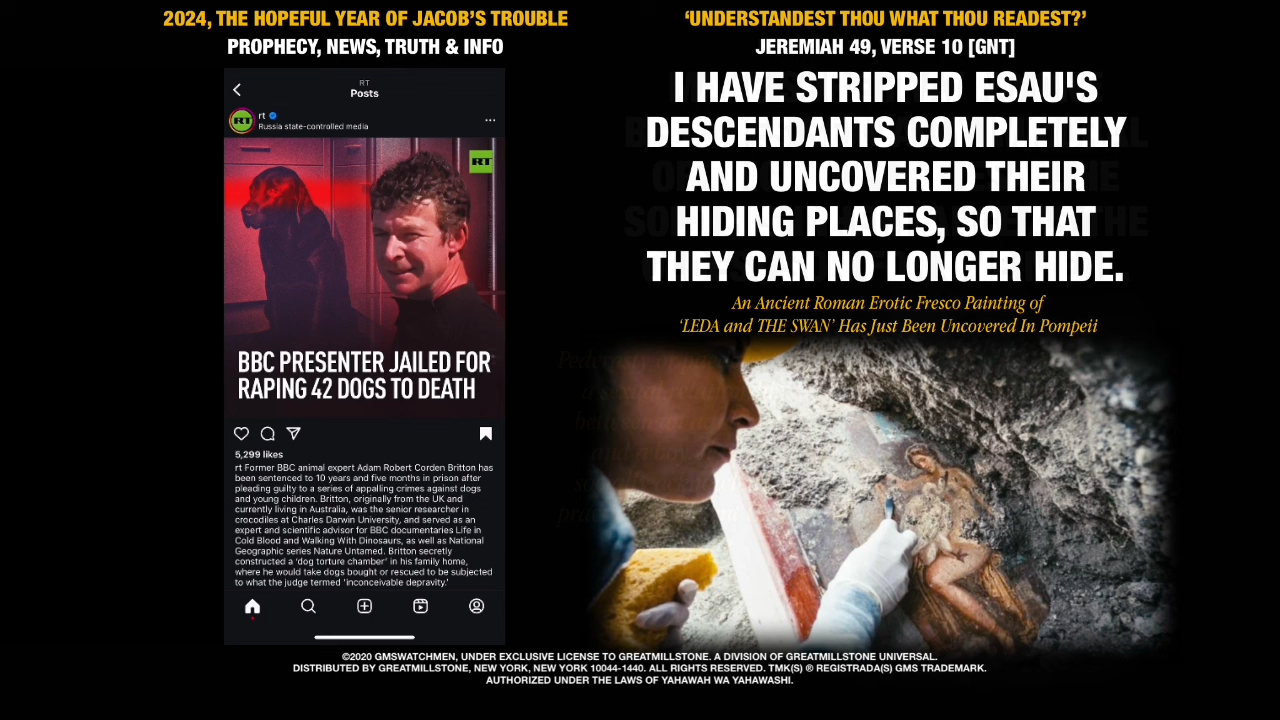 2024, THE HOPEFUL YEAR OF JACOB'S TROUBLE
PROPHECY, NEWS, TRUTH & INFO
RT
Posts
RT
rt
Russia state-controlled media
RT
BBC PRESENTER JAILED FOR
RAPING 42 DOGS TO DEATH
5,299 likes
rt Former BBC animal expert Adam Robert Corden Britton has
been sentenced to 10 years and five months in prison after
pleading guilty to a series of appalling crimes against dogs
and young children. Britton, originally from the UK and
currently living in Australia, was the senior researcher in
crocodiles at Charles Darwin University, and served as an
expert and scientific advisor for BBC documentaries Life in
Cold Blood and Walking With Dinosaurs, as well as National
Geographic series Nature Untamed. Britton secretly
constructed a 'dog torture chamber' in his family home,
where he would take dogs bought or rescued to be subjected
to what the judge termed 'inconceivable depravity.'
'UNDERSTANDEST THOU WHAT THOU READEST?'
JEREMIAH 49, VERSE 10 [GNT]
I HAVE STRIPPED ESAU'S
DESCENDANTS COMPLETELY
AND UNCOVERED THEIR
HIDING PLACES, SO THAT
THEY CAN NO LONGER HIDE.
An Ancient Roman Erotic Fresco Painting of
'LEDA and THE SWAN' Has Just Been Uncovered In Pompeii
©2020 GMSWATCHMEN, UNDER EXCLUSIVE LICENSE TO GREATMILLSTONE. A DIVISION OF GREATMILLSTONE UNIVERSAL.
DISTRIBUTED BY GREATMILLSTONE, NEW YORK, NEW YORK 10044-1440. ALL RIGHTS RESERVED. TMK(S) ® REGISTRADA(S) GMS TRADEMARK.
AUTHORIZED UNDER THE LAWS OF YAHAWAH WA YAHAWASHI.